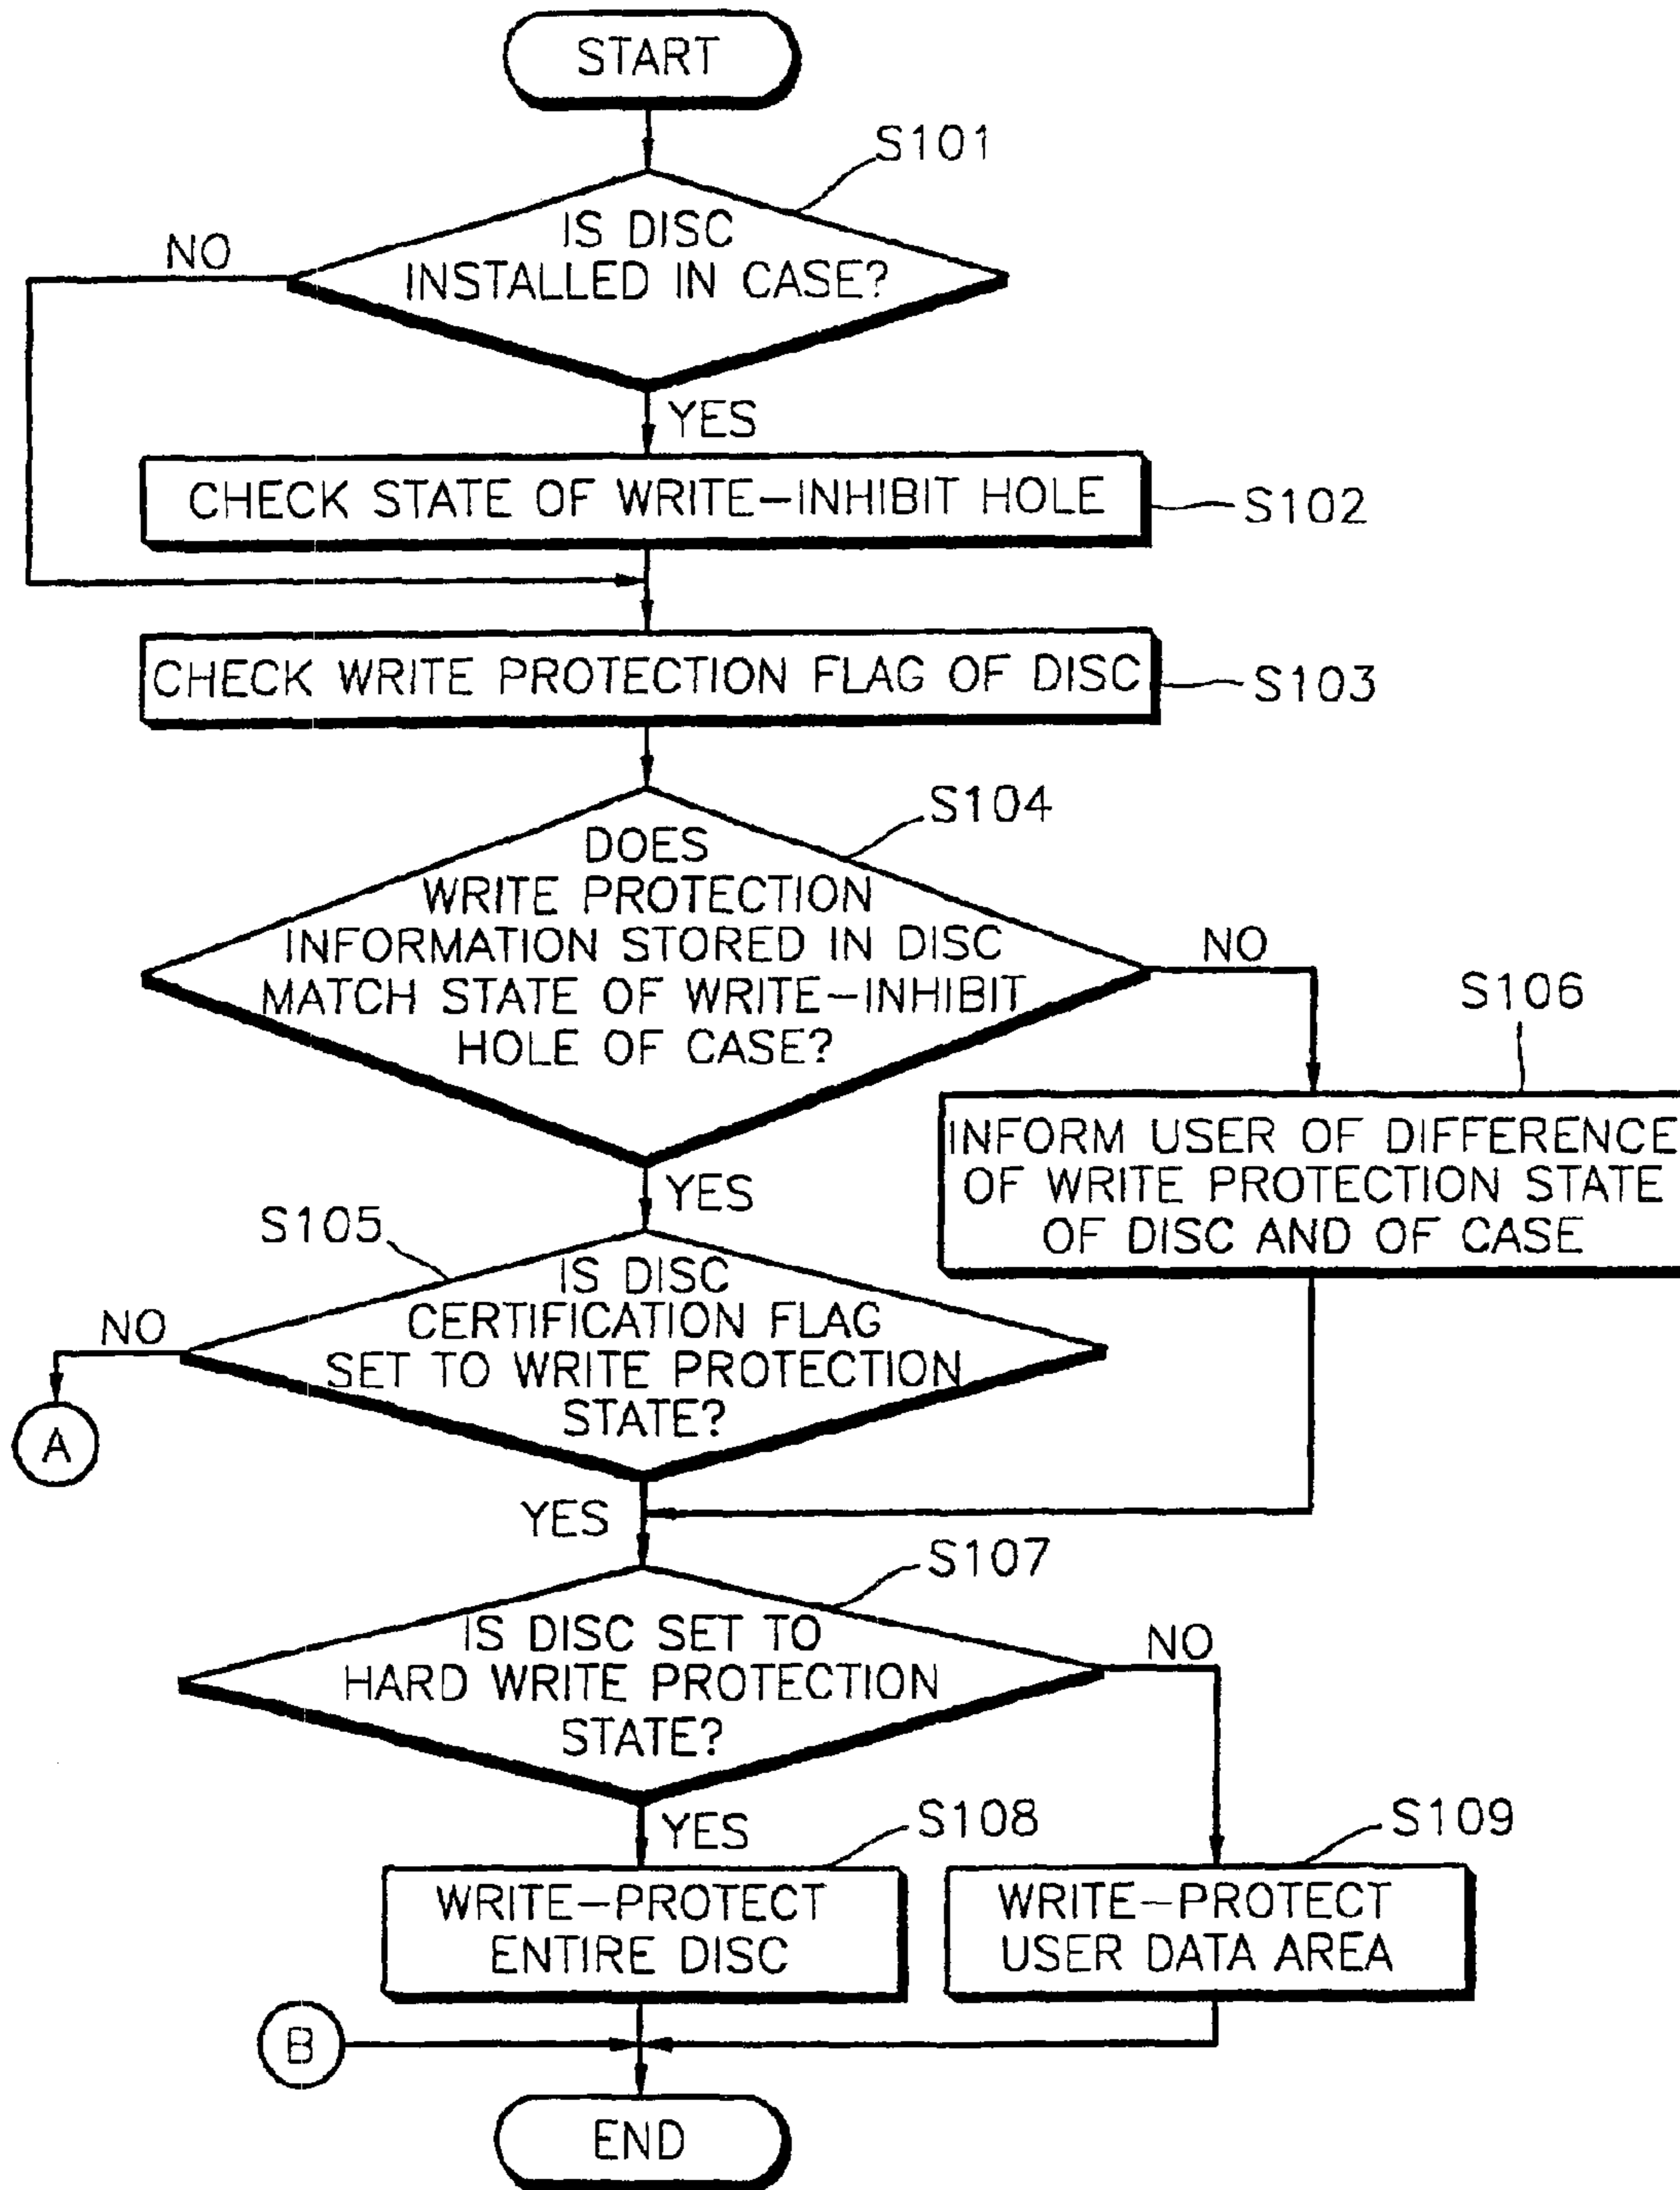 START
S101
IS DISC
INSTALLED IN CASE?
NO
YES
CHECK STATE OF WRITE-INHIBIT HOLE
S102
CHECK WRITE PROTECTION FLAG OF DISC
S103
S104
DOES
WRITE PROTECTION
INFORMATION STORED IN DISC
MATCH STATE OF WRITE-INHIBIT
HOLE OF CASE?
NO
YES
S106
INFORM USER OF DIFFERENCE
OF WRITE PROTECTION STATE
OF DISC AND OF CASE
S105
IS DISC
CERTIFICATION FLAG
SET TO WRITE PROTECTION
STATE?
NO
A
YES
S107
IS DISC SET TO
HARD WRITE PROTECTION
STATE?
NO
YES
S108
WRITE-PROTECT
ENTIRE DISC
S109
WRITE-PROTECT
USER DATA AREA
B
END